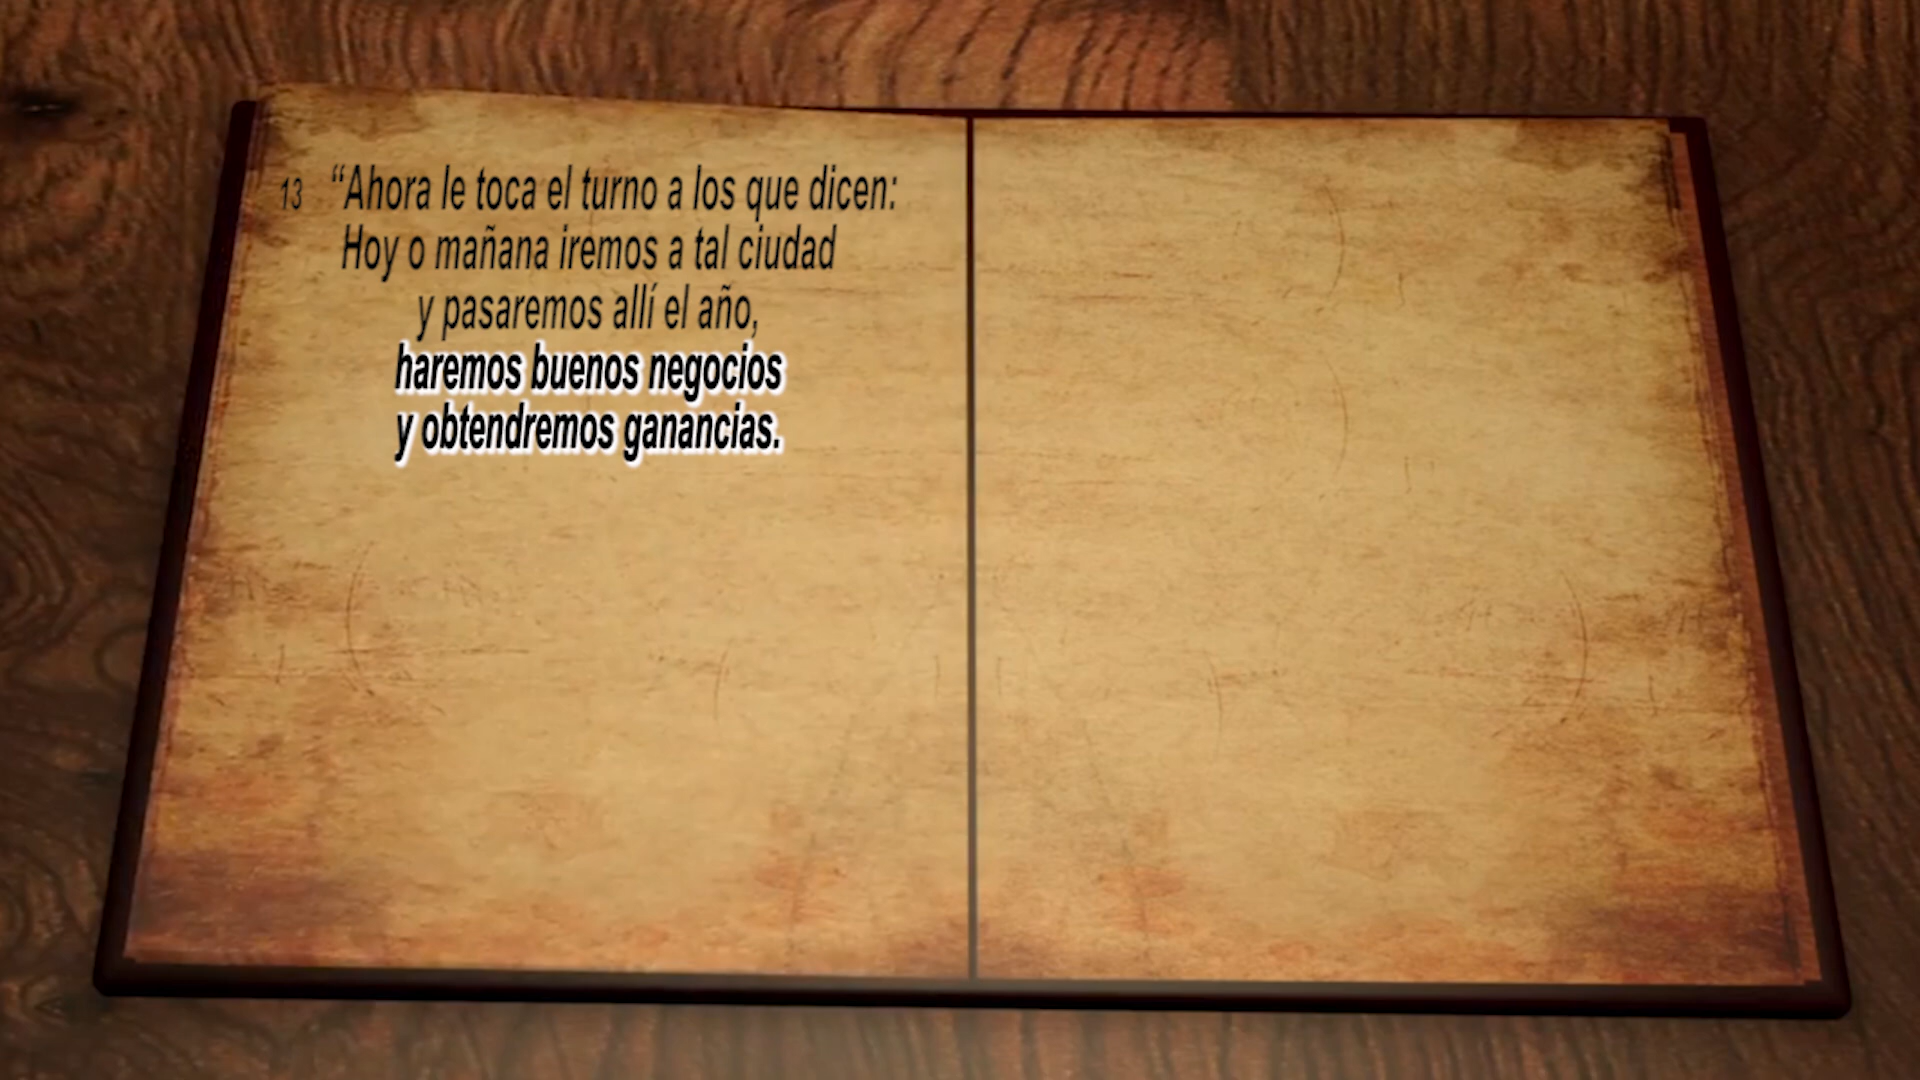 13 “Ahora le toca el turno a los que dicen:
Hoy o mañana iremos a tal ciudad
y pasaremos allí el año,
haremos buenos negocios
y obtendremos ganancias.